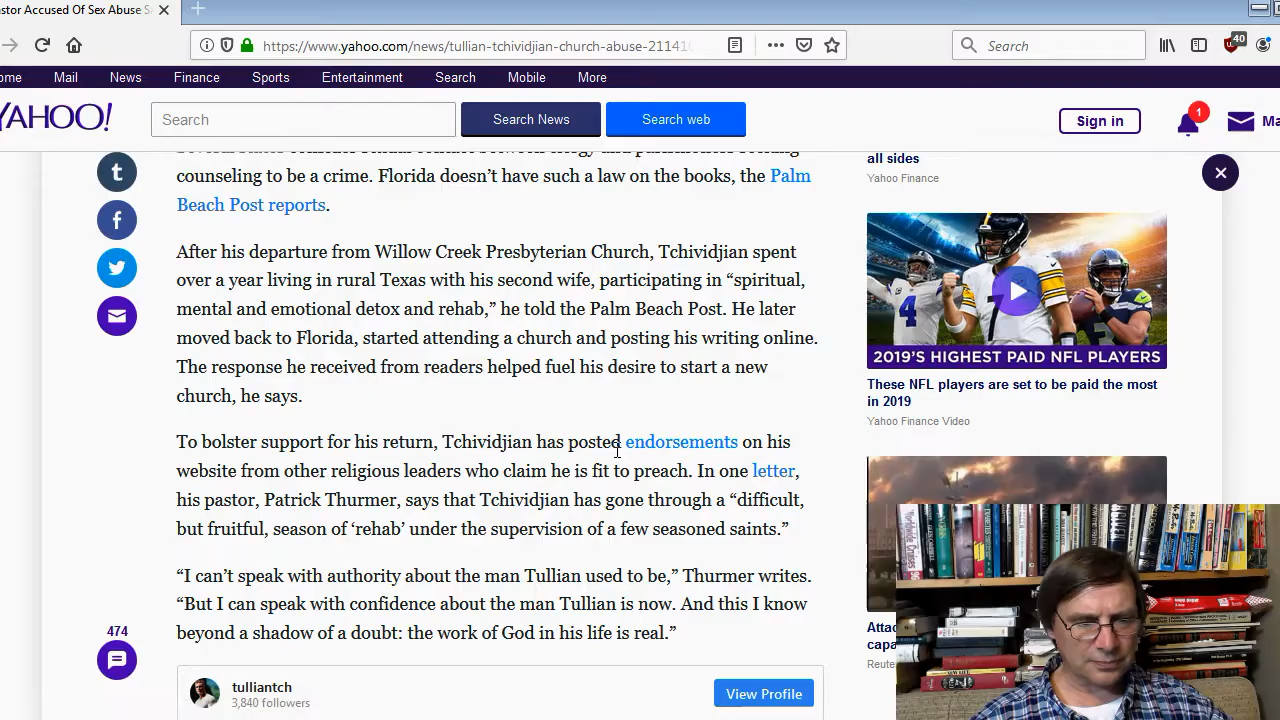 astor Accused Of Sex Abuse S
https://www.yahoo.com/news/tullian-tchividjian-church-abuse-21141
Search
40
ome Mail News Finance Sports Entertainment Search Mobile More
YAHOO!
Search
Search News
Search web
Sign in
1
Ma
counseling to be a crime. Florida doesn’t have such a law on the books, the Palm
Beach Post reports.
After his departure from Willow Creek Presbyterian Church, Tchividjian spent
over a year living in rural Texas with his second wife, participating in “spiritual,
mental and emotional detox and rehab,” he told the Palm Beach Post. He later
moved back to Florida, started attending a church and posting his writing online.
The response he received from readers helped fuel his desire to start a new
church, he says.
To bolster support for his return, Tchividjian has posted endorsements on his
website from other religious leaders who claim he is fit to preach. In one letter,
his pastor, Patrick Thurmer, says that Tchividjian has gone through a “difficult,
but fruitful, season of ‘rehab’ under the supervision of a few seasoned saints.”
“I can’t speak with authority about the man Tullian used to be,” Thurmer writes.
“But I can speak with confidence about the man Tullian is now. And this I know
beyond a shadow of a doubt: the work of God in his life is real.”
474
tulliantch
3,840 followers
View Profile
all sides
Yahoo Finance
4
7
2019’S HIGHEST PAID NFL PLAYERS
These NFL players are set to be paid the most
in 2019
Yahoo Finance Video
Attac
capa
Reute